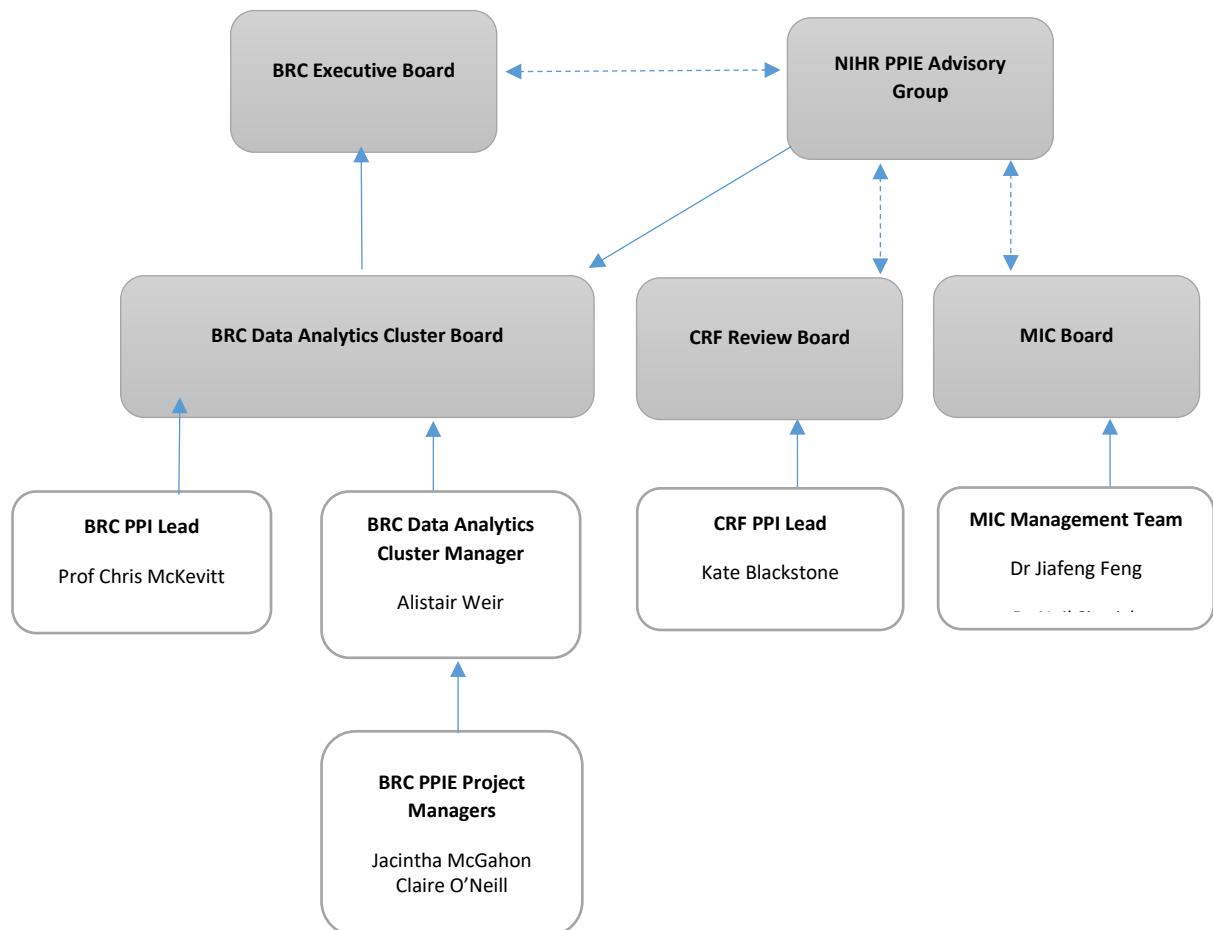 BRC Executive Board
NIHR PPIE Advisory
Group
BRC Data Analytics Cluster Board
CRF Review Board
MIC Board
BRC PPI Lead
Prof Chris McKevitt
BRC Data Analytics
Cluster Manager
Alistair Weir
CRF PPI Lead
Kate Blackstone
MIC Management Team
Dr Jiafeng Feng
BRC PPIE Project
Managers
Jacintha McGahon
Claire O’Neill